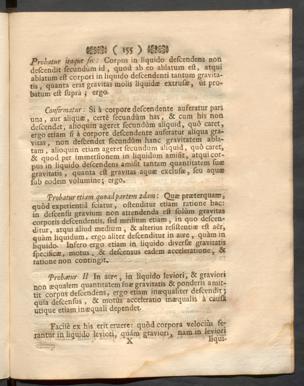 ( 155 )
Probatur itaque sic: Corpus in liquido descendens non
descendit secundùm id, quod ab eo ablatum est, atqui
ablatum est corpori in liquido descendenti tantum gravita-
tis, quanta erat gravitas molis liquidæ extrusæ, ut pro-
batum est supra; ergo.
Confirmatur: Si à corpore descendente auferatur pars
una, aut aliquæ, certè secundùm has, & cum his non
descendet, alioquin ageret secundùm aliquid, quò caret,
ergo etiam si à corpore descendente auferatur aliqua gra-
vitas, non descendet secundùm hanc gravitatem abla-
tam, alioquin etiam ageret secundùm aliquid, quò caret,
& quod per immersionem in liquidum amisit, atqui cor-
pus in liquido descendens amisit tantum quantitatem suæ
gravitatis, quanta est gravitas aquæ exclusæ, seu aquæ
sub eodem volumine; ergo.
Probatur etiam quoad partem 2dam: Quia præterquam,
quòd experientiâ sciatur, ostenditur etiam ratione hac:
in descensu gravium non attendenda est solùm gravitas
corporis descendentis, sed medium etiam, in quo descen-
ditur, atqui aliud medium, & alterius resistentiæ est aër,
quàm liquidum, ergo aliter descenditur in aëre, quàm in
liquido. Infero ergo etiam in liquido diversæ gravitatis
specificæ, motus, & descensus eadem acceleratione, &
ratione non contingit.
Probatur II In aëre, in liquido leviori, & graviori
non æqualem quantitatem suæ gravitatis & ponderis amit-
tit corpus descendens, ergo etiam inæqualiter descendit;
quia descensus, & motus acceleratio inæqualis à causa
utique etiam inæquali dependet.
Facilè ex his erit eruere: quòd corpora velociùs fe-
rantur in liquido leviori, quàm graviori, nam in leviori
X
liqui-